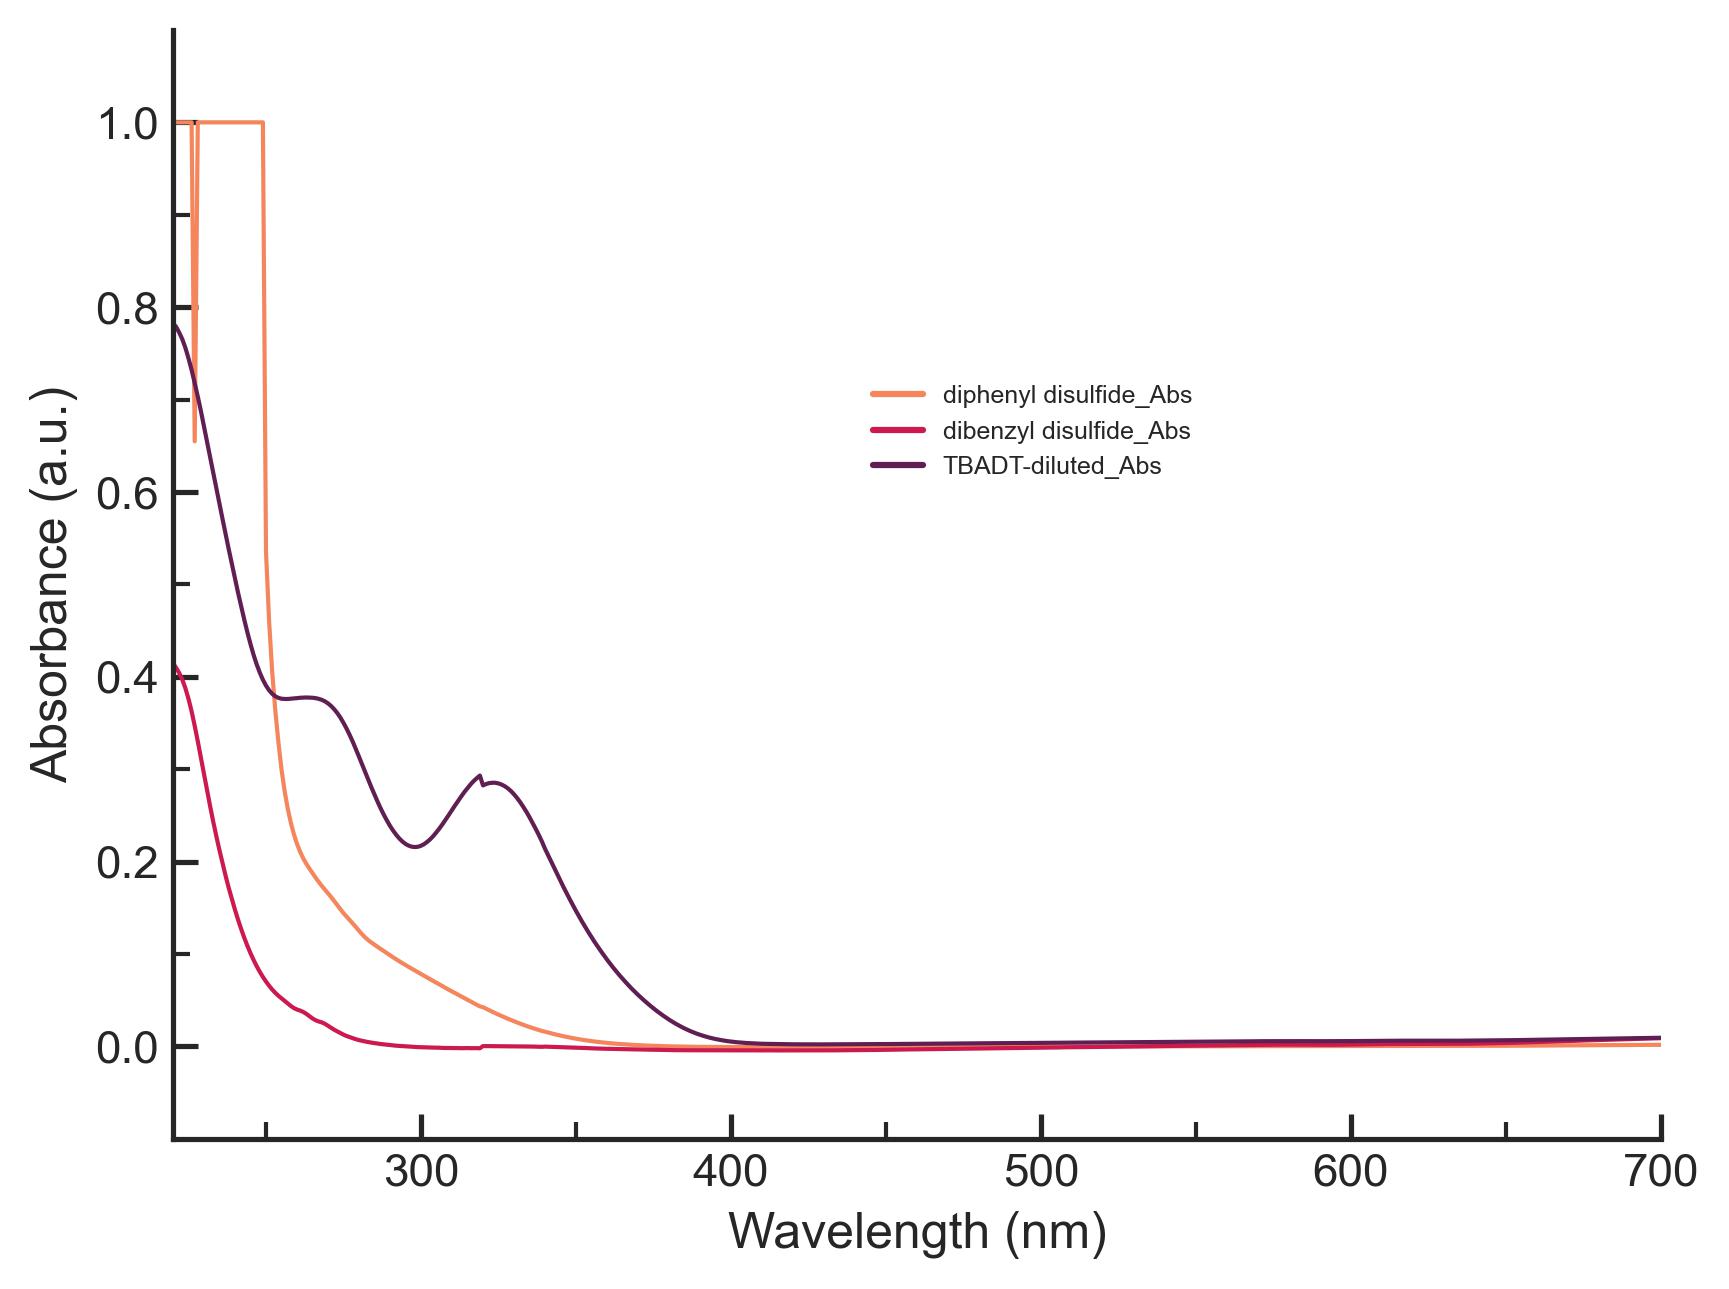 1.0
0.8
0.6
0.4
0.2
0.0
Absorbance (a.u.)
diphenyl disulfide_Abs
dibenzyl disulfide_Abs
TBADT-diluted_Abs
300 400 500 600 700
Wavelength (nm)